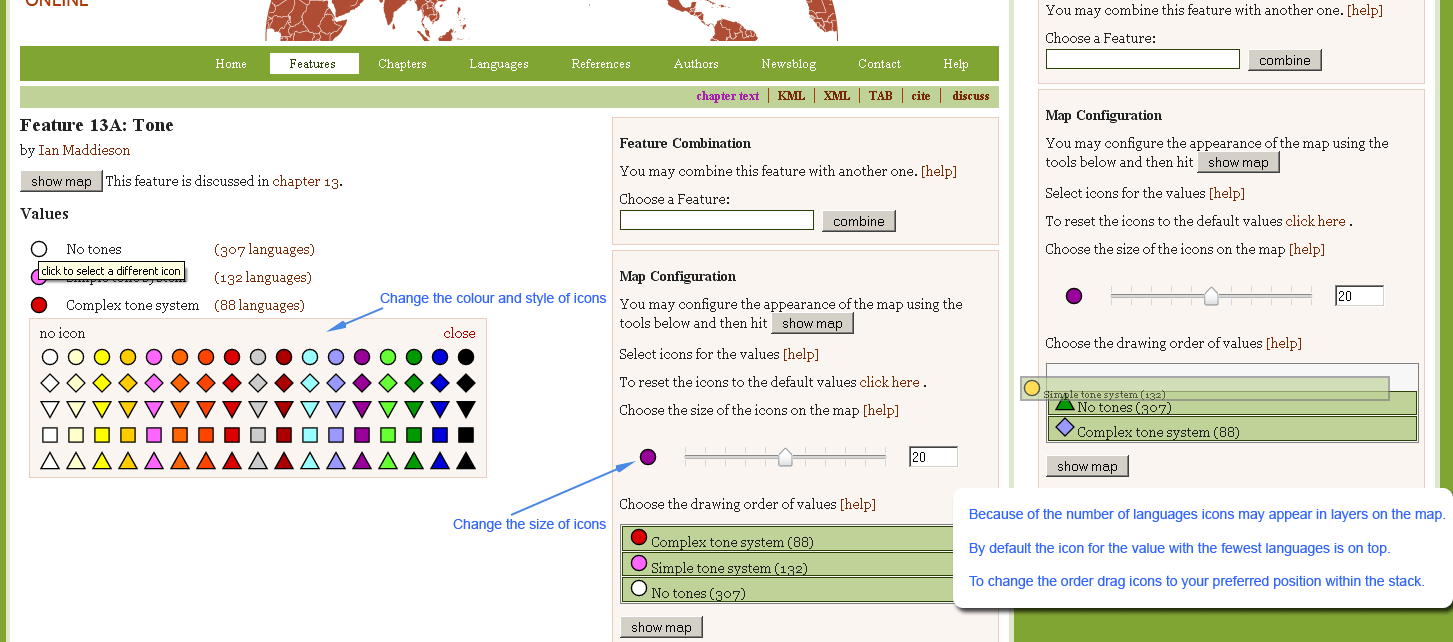 ONLINE
Home Features Chapters Languages References Authors Newsblog Contact Help
chapter text KML XML TAB cite discuss
Feature 13A: Tone
by Ian Maddieson
show map This feature is discussed in chapter 13.
Values
No tones (307 languages)
click to select a different icon
Simple tone system (132 languages)
Complex tone system (88 languages)
Change the colour and style of icons
no icon close
Change the size of icons
Feature Combination
You may combine this feature with another one. [help]
Choose a Feature:
combine
Map Configuration
You may configure the appearance of the map using the
tools below and then hit show map
Select icons for the values [help]
To reset the icons to the default values click here .
Choose the size of the icons on the map [help]
20
Choose the drawing order of values [help]
Complex tone system (88)
Simple tone system (132)
No tones (307)
show map
You may combine this feature with another one. [help]
Choose a Feature:
combine
Map Configuration
You may configure the appearance of the map using the
tools below and then hit show map
Select icons for the values [help]
To reset the icons to the default values click here .
Choose the size of the icons on the map [help]
20
Choose the drawing order of values [help]
Simple tone system (132)
No tones (307)
Complex tone system (88)
show map
Because of the number of languages icons may appear in layers on the map.
By default the icon for the value with the fewest languages is on top.
To change the order drag icons to your preferred position within the stack.